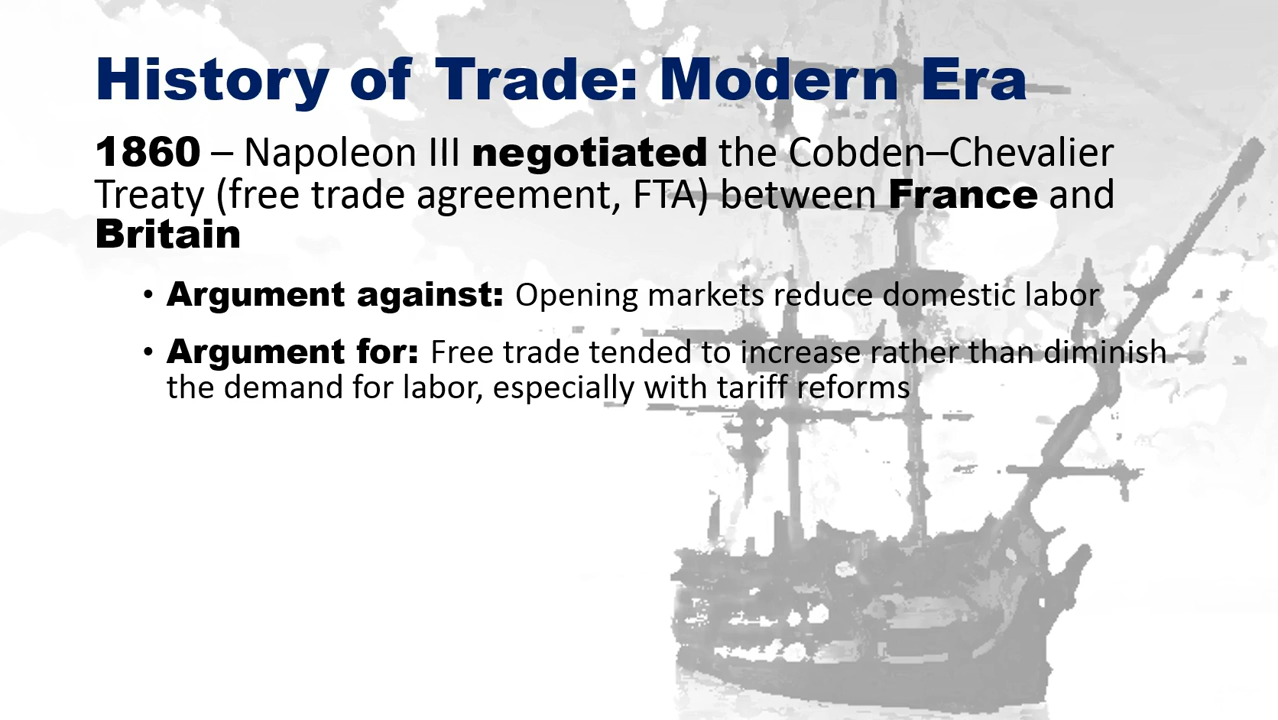 History of Trade: Modern Era
1860 – Napoleon III negotiated the Cobden–Chevalier
Treaty (free trade agreement, FTA) between France and
Britain
• Argument against: Opening markets reduce domestic labor
• Argument for: Free trade tended to increase rather than diminish
the demand for labor, especially with tariff reforms